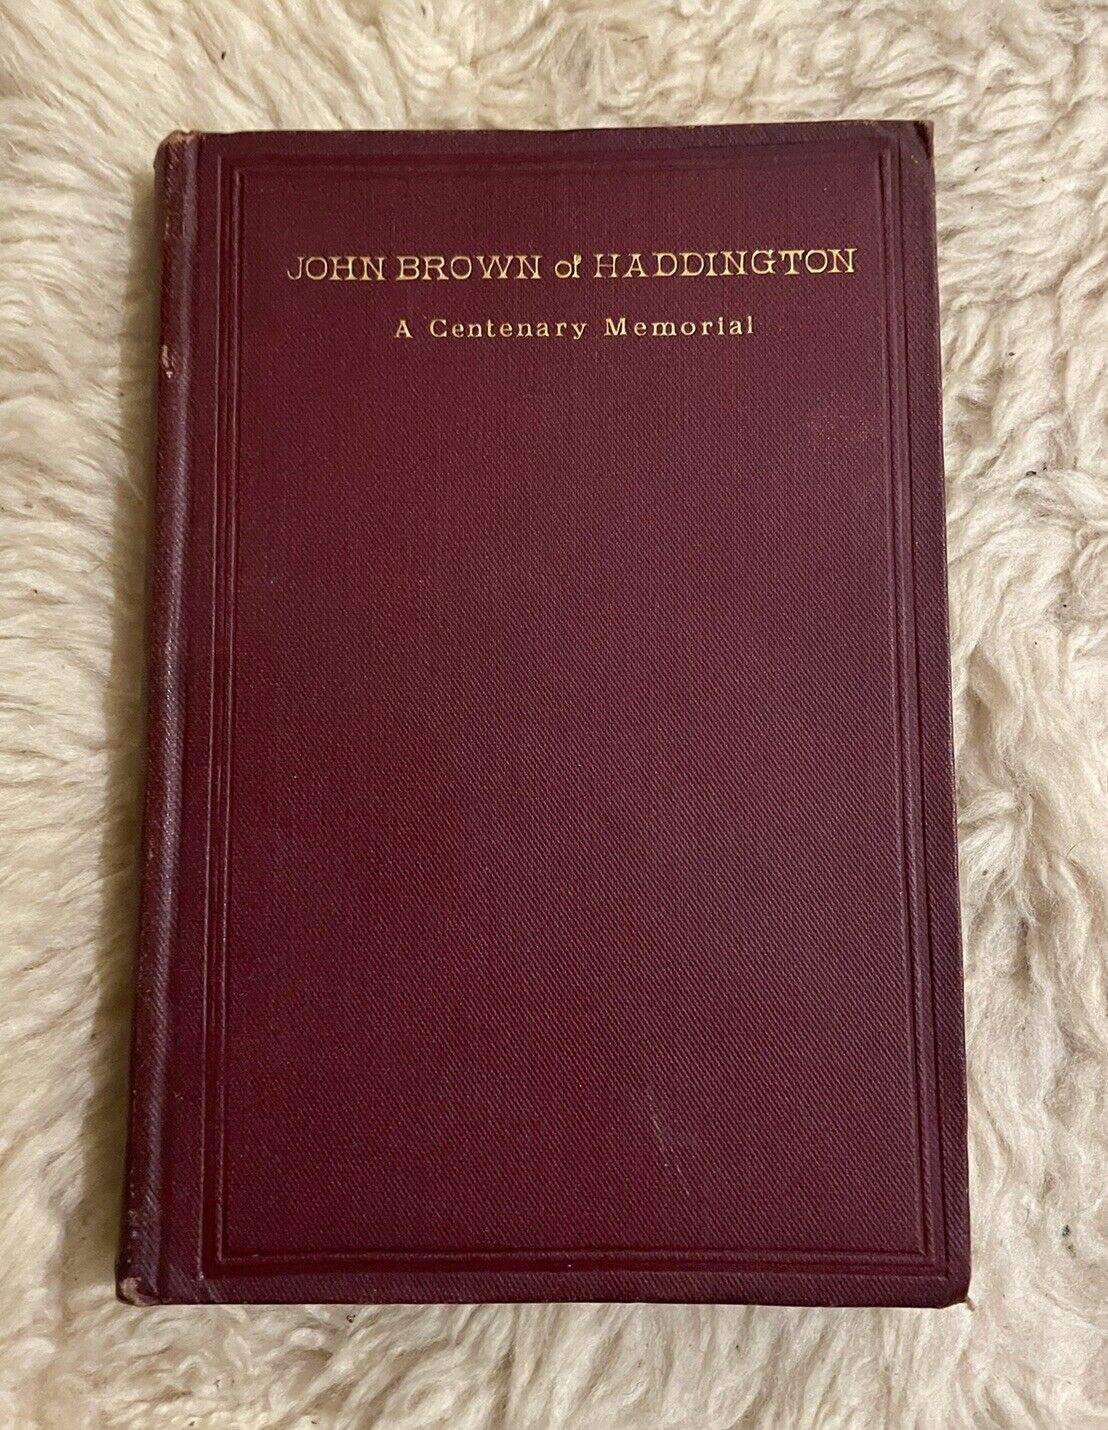 JOHN BROWN of HADDINGTON
A Centenary Memorial